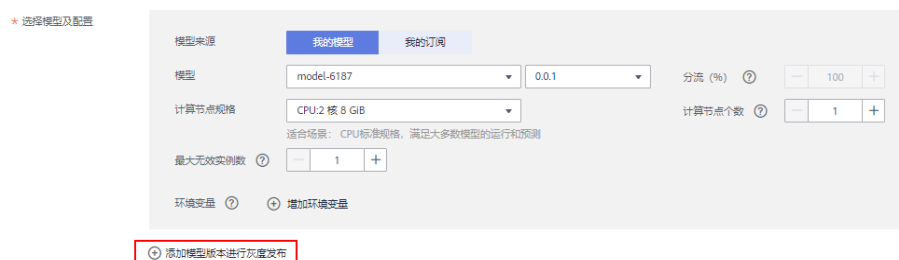 * 选择模型及配置
模型来源 我的模型 我的订阅
模型 model-6187 0.0.1 分流 (%) ? — 100 +
计算节点规格 CPU:2 核 8 GiB 计算节点个数 ? — 1 +
适合场景： CPU标准规格，满足大多数模型的运行和预测
最大无效实例数 ? — 1 +
环境变量 ? 增加环境变量
添加模型版本进行灰度发布